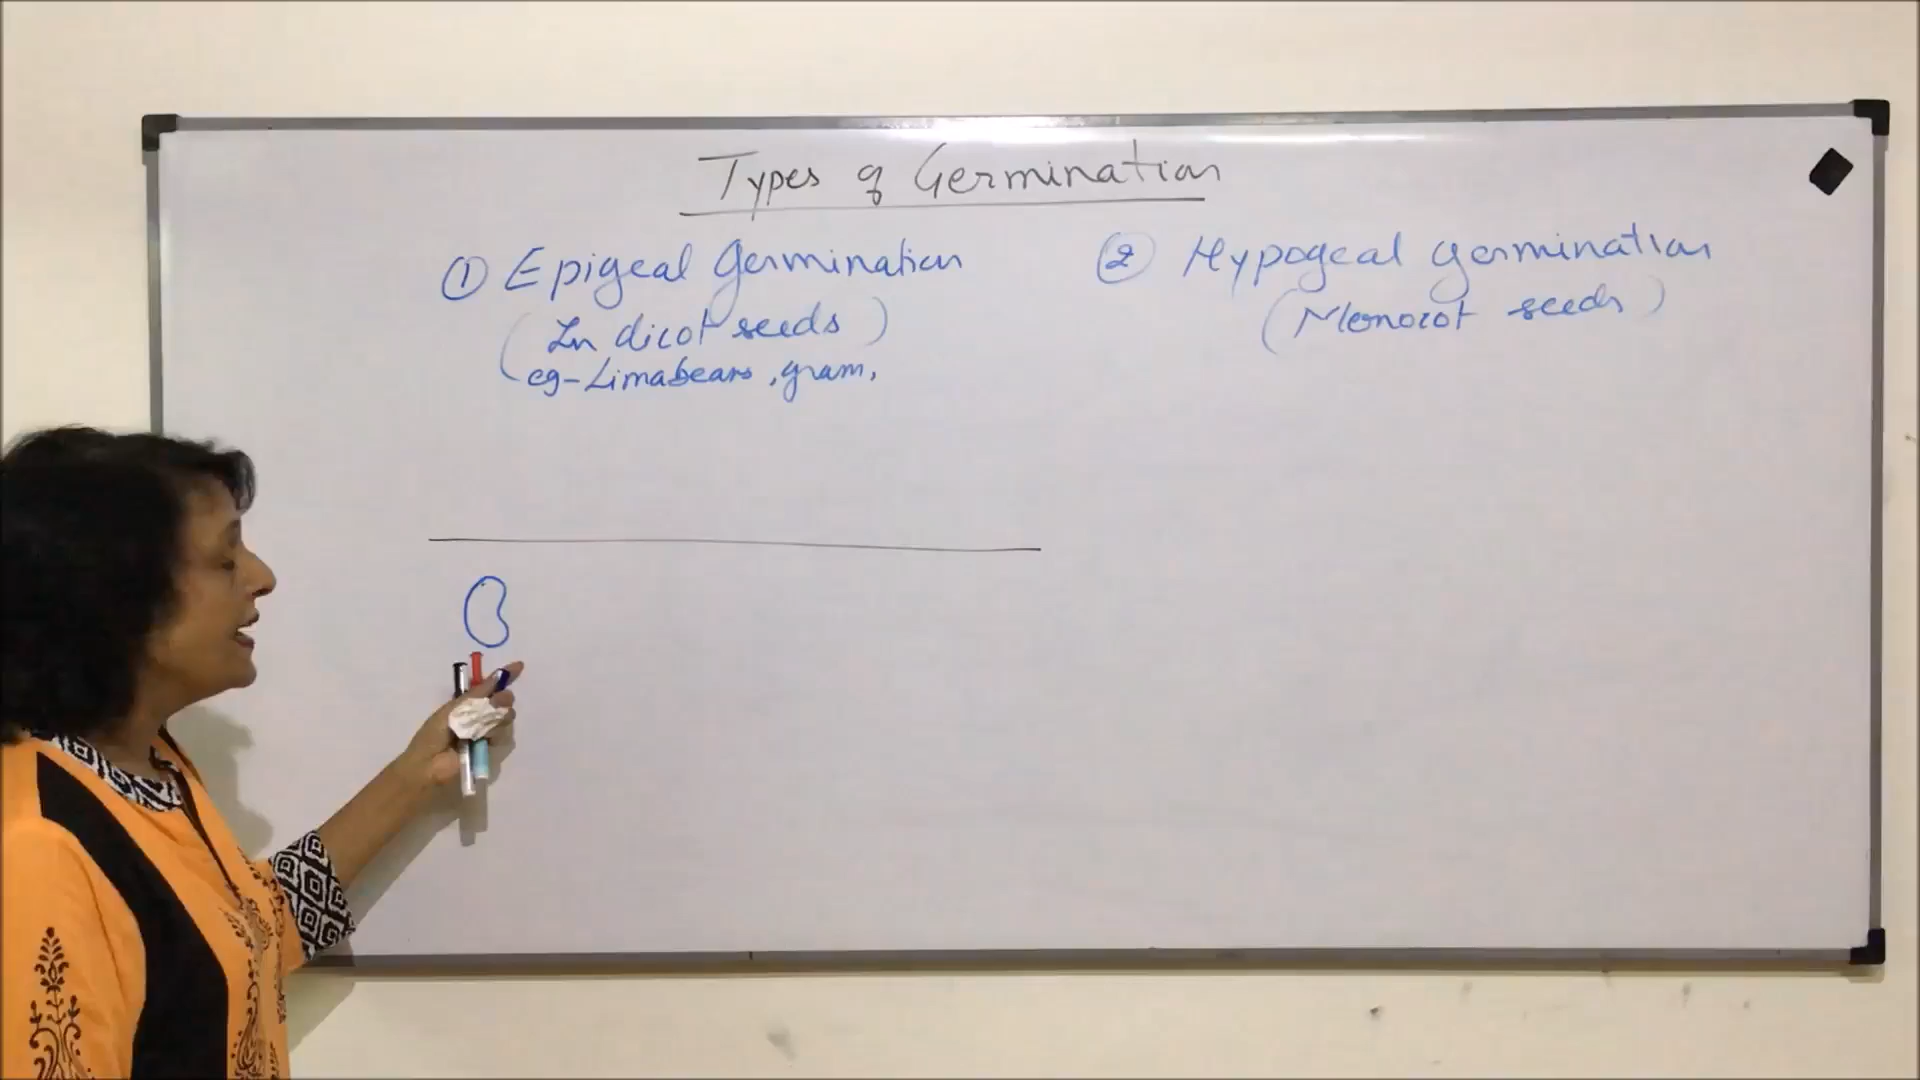 Types of Germination
① Epigeal Germination
(In dicot seeds)
eg-Limabeans, gram,
② Hypogeal germination
(Monocot seeds)